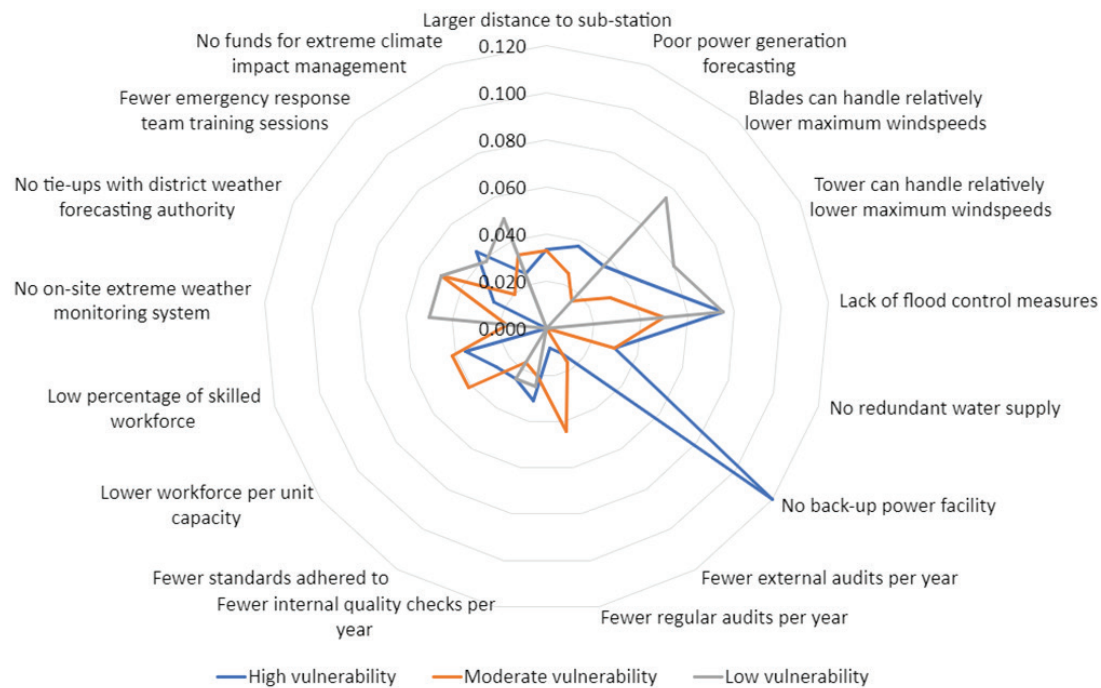 Larger distance to sub-station
Poor power generation
forecasting
Blades can handle relatively
lower maximum windspeeds
Tower can handle relatively
lower maximum windspeeds
Lack of flood control measures
No redundant water supply
No back-up power facility
Fewer external audits per year
Fewer regular audits per year
Fewer internal quality checks per
year
Fewer standards adhered to
Lower workforce per unit
capacity
Low percentage of skilled
workforce
No on-site extreme weather
monitoring system
No tie-ups with district weather
forecasting authority
Fewer emergency response
team training sessions
No funds for extreme climate
impact management
0.120
0.100
0.080
0.060
0.040
0.020
0.000
High vulnerability
Moderate vulnerability
Low vulnerability